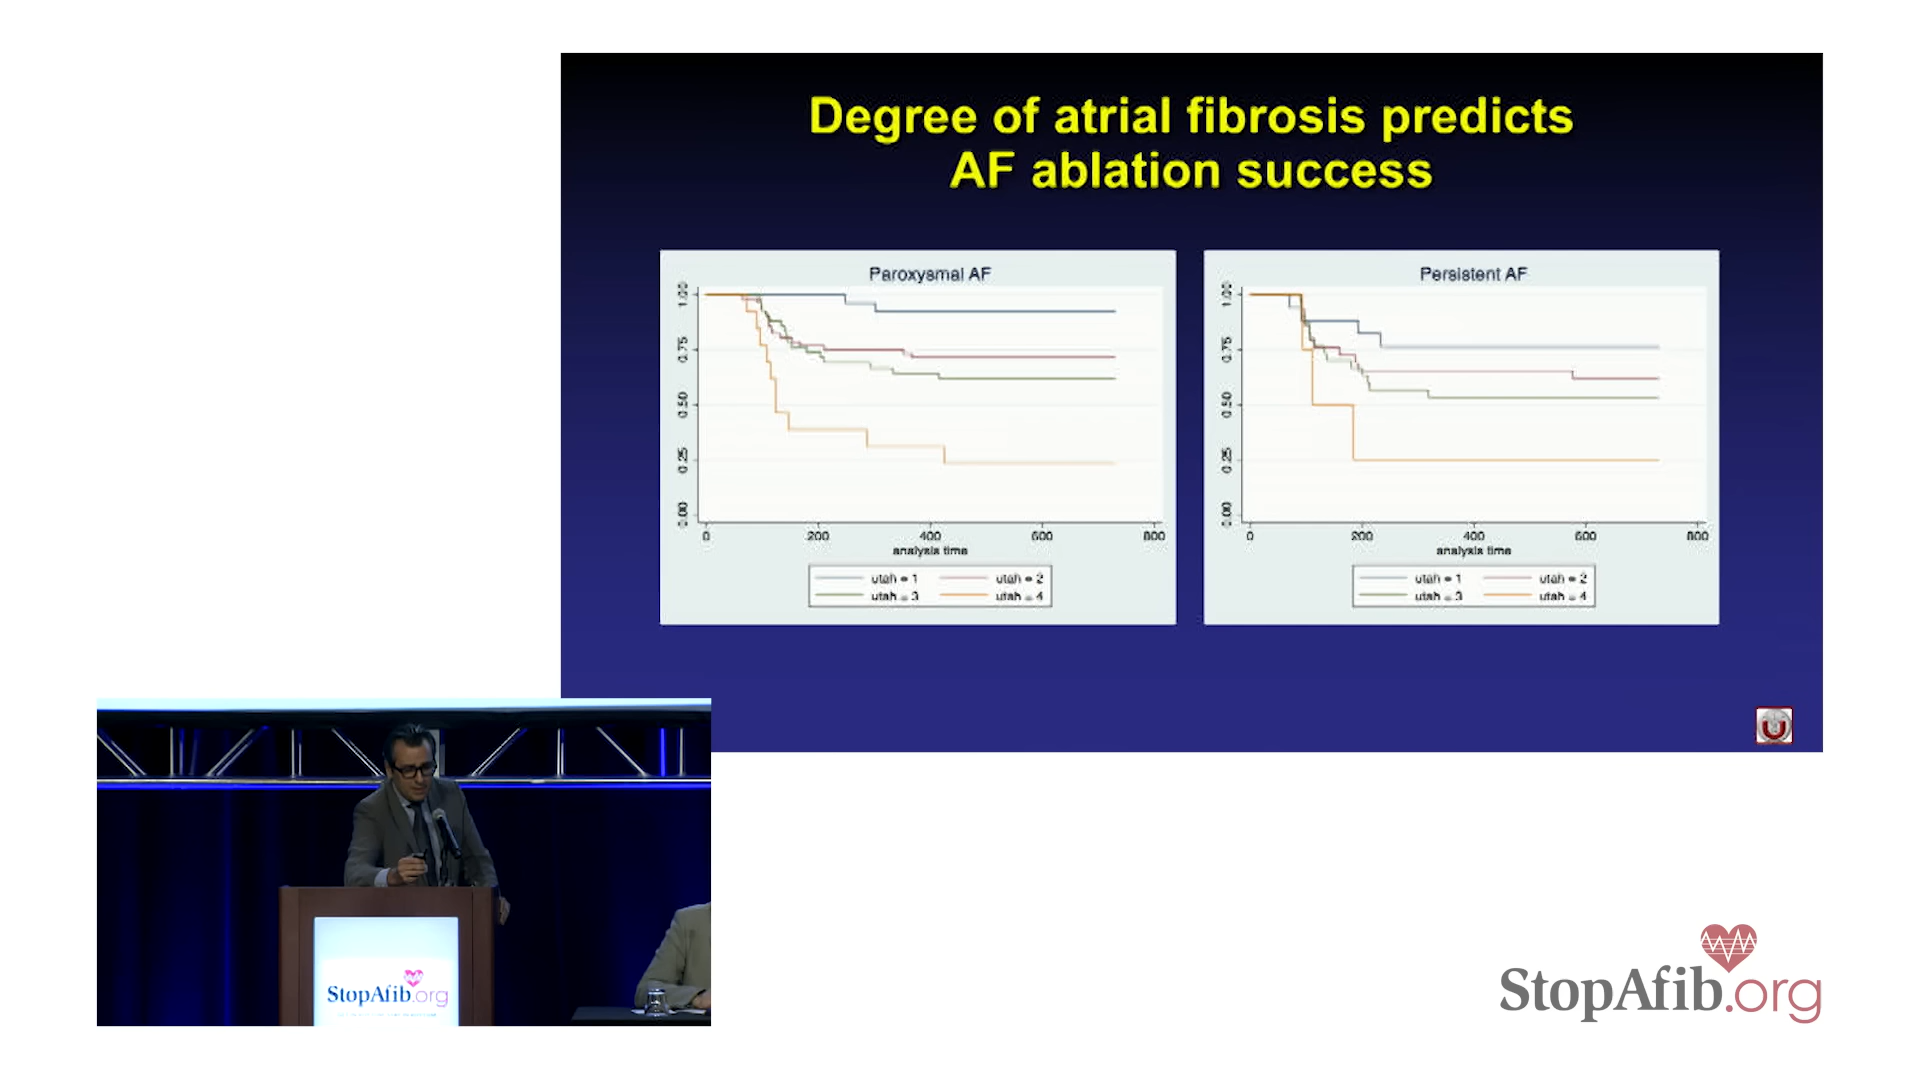 Degree of atrial fibrosis predicts
AF ablation success
Paroxysmal AF
1.00
0.75
0.50
0.25
0.00
0 200 400 600 800
analysis time
utah = 1 utah = 2
utah = 3 utah = 4
Persistent AF
1.00
0.75
0.50
0.25
0.00
0 200 400 600 800
analysis time
utah = 1 utah = 2
utah = 3 utah = 4
U
StopAfib.org
StopAfib.org